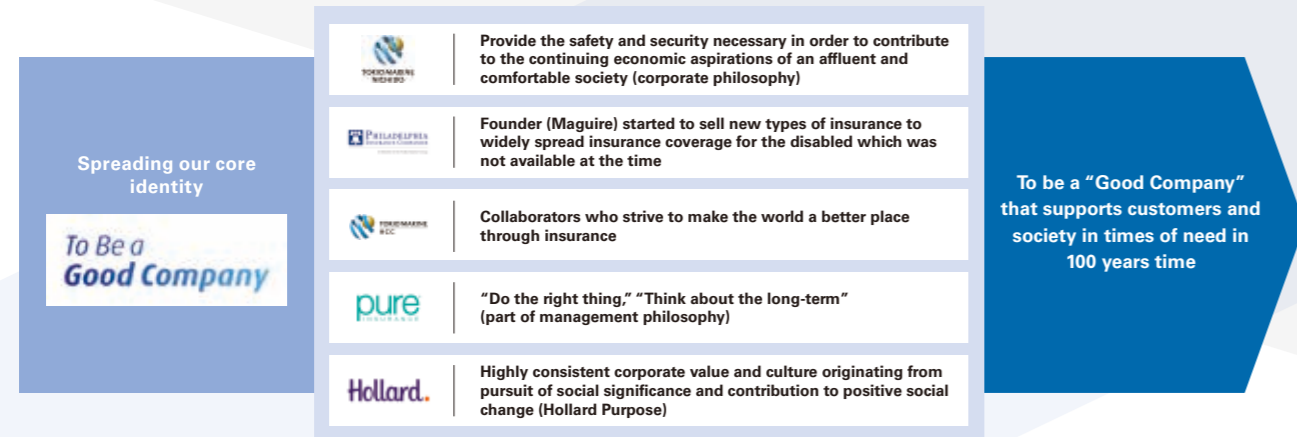 Spreading our core
identity
To Be a
Good Company
TOKIO MARINE
NICHIDO
Provide the safety and security necessary in order to contribute
to the continuing economic aspirations of an affluent and
comfortable society (corporate philosophy)
PHILADELPHIA
INSURANCE COMPANIES
Founder (Maguire) started to sell new types of insurance to
widely spread insurance coverage for the disabled which was
not available at the time
TOKIO MARINE
HCC
Collaborators who strive to make the world a better place
through insurance
pure
INSURANCE
“Do the right thing,” “Think about the long-term”
(part of management philosophy)
Hollard.
Highly consistent corporate value and culture originating from
pursuit of social significance and contribution to positive social
change (Hollard Purpose)
To be a “Good Company”
that supports customers and
society in times of need in
100 years time